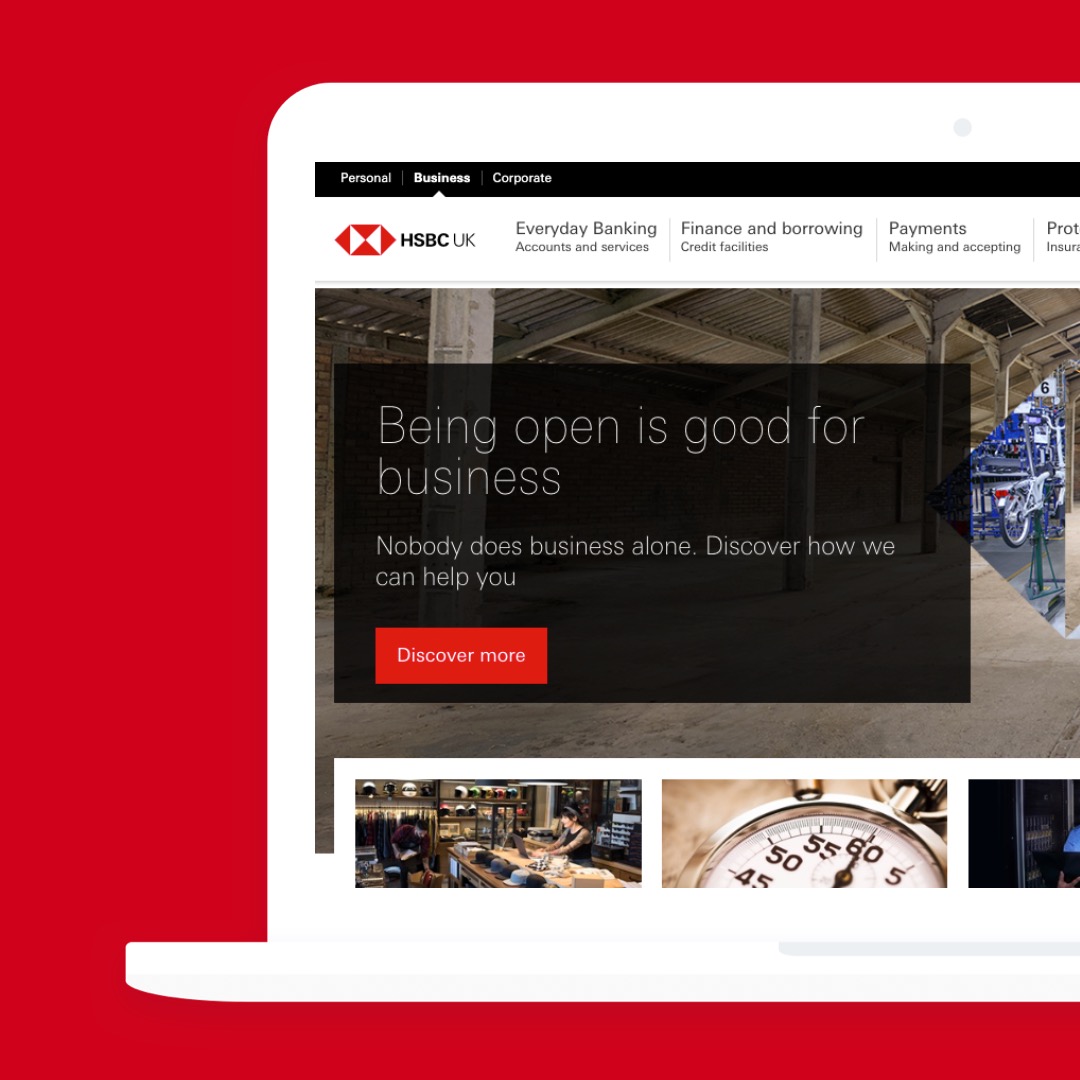 Personal
Business
Corporate
HSBC UK
Everyday Banking
Accounts and services
Finance and borrowing
Credit facilities
Payments
Making and accepting
Prot
Insura
6
Being open is good for
business
Nobody does business alone. Discover how we
can help you
Discover more
45
50
55
60
5